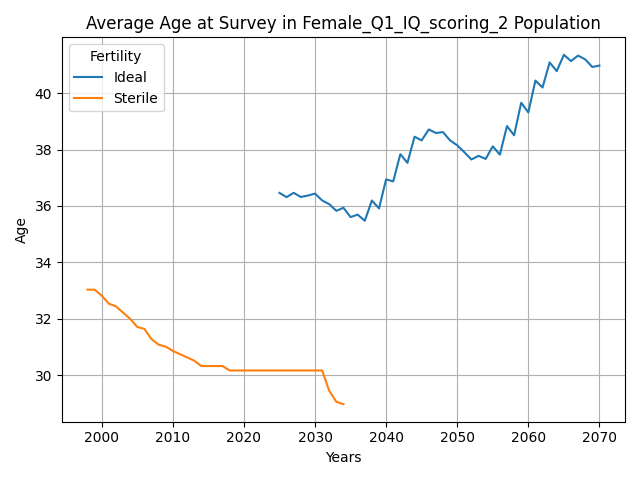 Average Age at Survey in Female_Q1_IQ_scoring_2 Population
Fertility
Ideal
Sterile
Age
40
38
36
34
32
30
2000 2010 2020 2030 2040 2050 2060 2070
Years